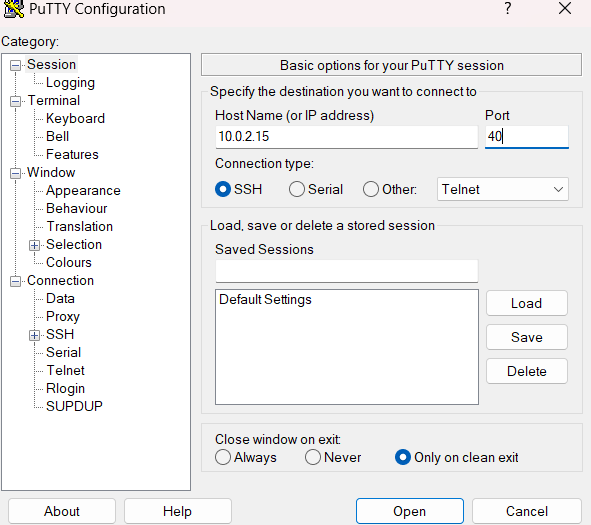 PuTTY Configuration ? ×
Category:
Session
Logging
Terminal
Keyboard
Bell
Features
Window
Appearance
Behaviour
Translation
Selection
Colours
Connection
Data
Proxy
SSH
Serial
Telnet
Rlogin
SUPDUP
Basic options for your PuTTY session
Specify the destination you want to connect to
Host Name (or IP address) Port
10.0.2.15 40
Connection type:
SSH Serial Other: Telnet
Load, save or delete a stored session
Saved Sessions
Default Settings
Load
Save
Delete
Close window on exit:
Always Never Only on clean exit
About Help Open Cancel